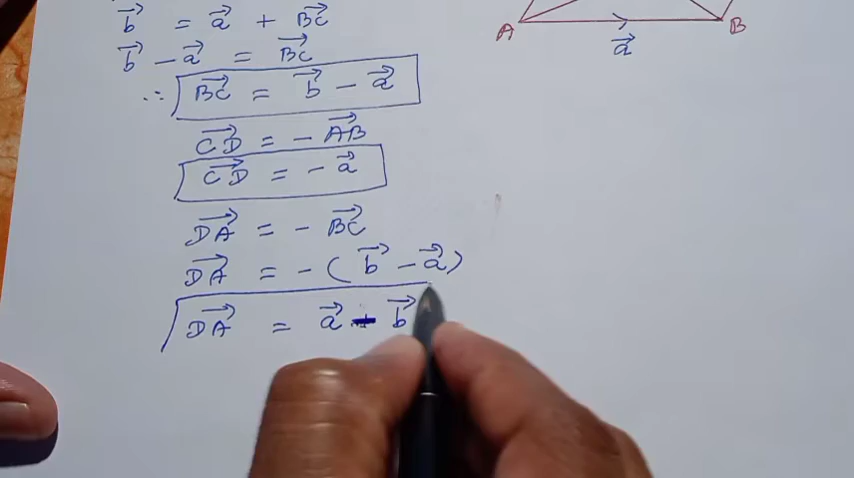 b⃗ = a⃗ + BC⃗
b⃗ - a⃗ = BC⃗
∴ BC⃗ = b⃗ - a⃗
CD⃗ = - AB⃗
CD⃗ = - a⃗
DA⃗ = - BC⃗
DA⃗ = - ( b⃗ - a⃗ )
DA⃗ = a⃗ - b⃗
A
B
a⃗